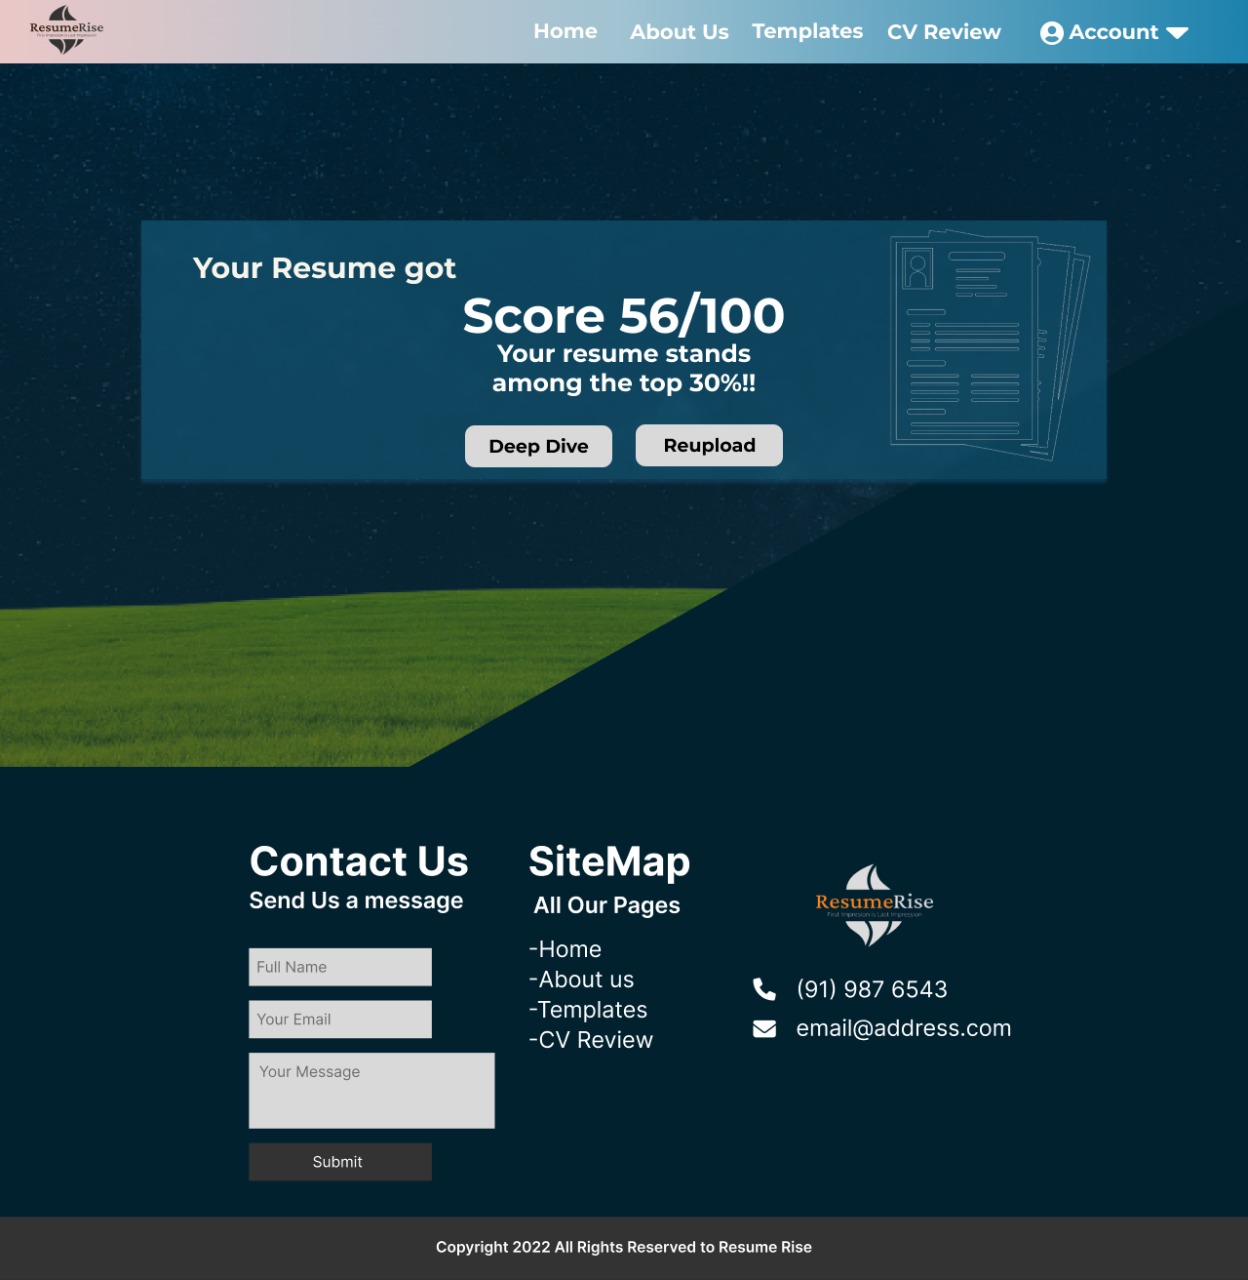 ResumeRise
Home
About Us
Templates
CV Review
Account
Your Resume got
Score 56/100
Your resume stands
among the top 30%!!
Deep Dive
Reupload
Contact Us
Send Us a message
Full Name
Your Email
Your Message
Submit
SiteMap
All Our Pages
-Home
-About us
-Templates
-CV Review
ResumeRise
First Impression is Last Impression
(91) 987 6543
email@address.com
Copyright 2022 All Rights Reserved to Resume Rise